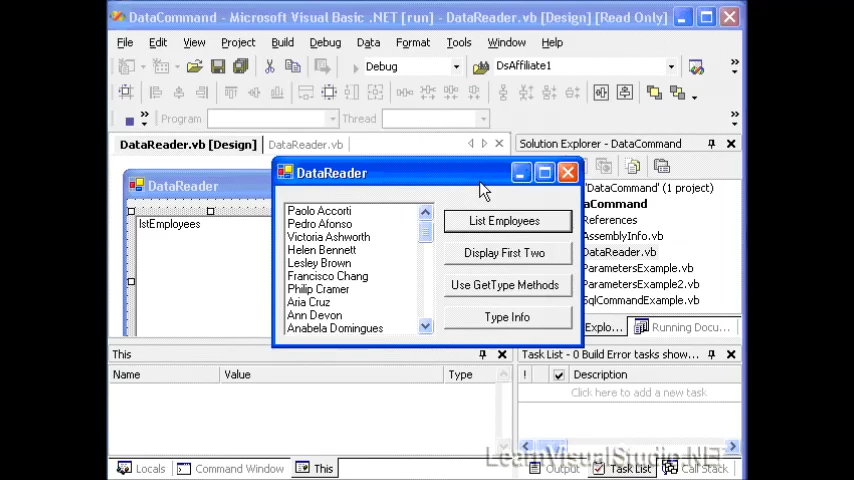 DataCommand - Microsoft Visual Basic .NET [run] - DataReader.vb [Design] [Read Only]
File Edit View Project Build Debug Data Format Tools Window Help
Debug DsAffiliate1
Program Thread
DataReader.vb [Design] DataReader.vb
Solution Explorer - DataCommand
DataReader
lstEmployees
DataReader
Paolo Accorti
Pedro Afonso
Victoria Ashworth
Helen Bennett
Lesley Brown
Francisco Chang
Philip Cramer
Aria Cruz
Ann Devon
Anabela Domingues
List Employees
Display First Two
Use GetType Methods
Type Info
'DataCommand' (1 project)
aCommand
References
AssemblyInfo.vb
DataReader.vb
ParametersExample.vb
ParametersExample2.vb
SqlCommandExample.vb
Explo... Running Docu...
This
Name Value Type
Task List - 0 Build Error tasks show...
! Description
Click here to add a new task
Locals Command Window This
Output Task List Call Stack
LearnVisualStudio.NET